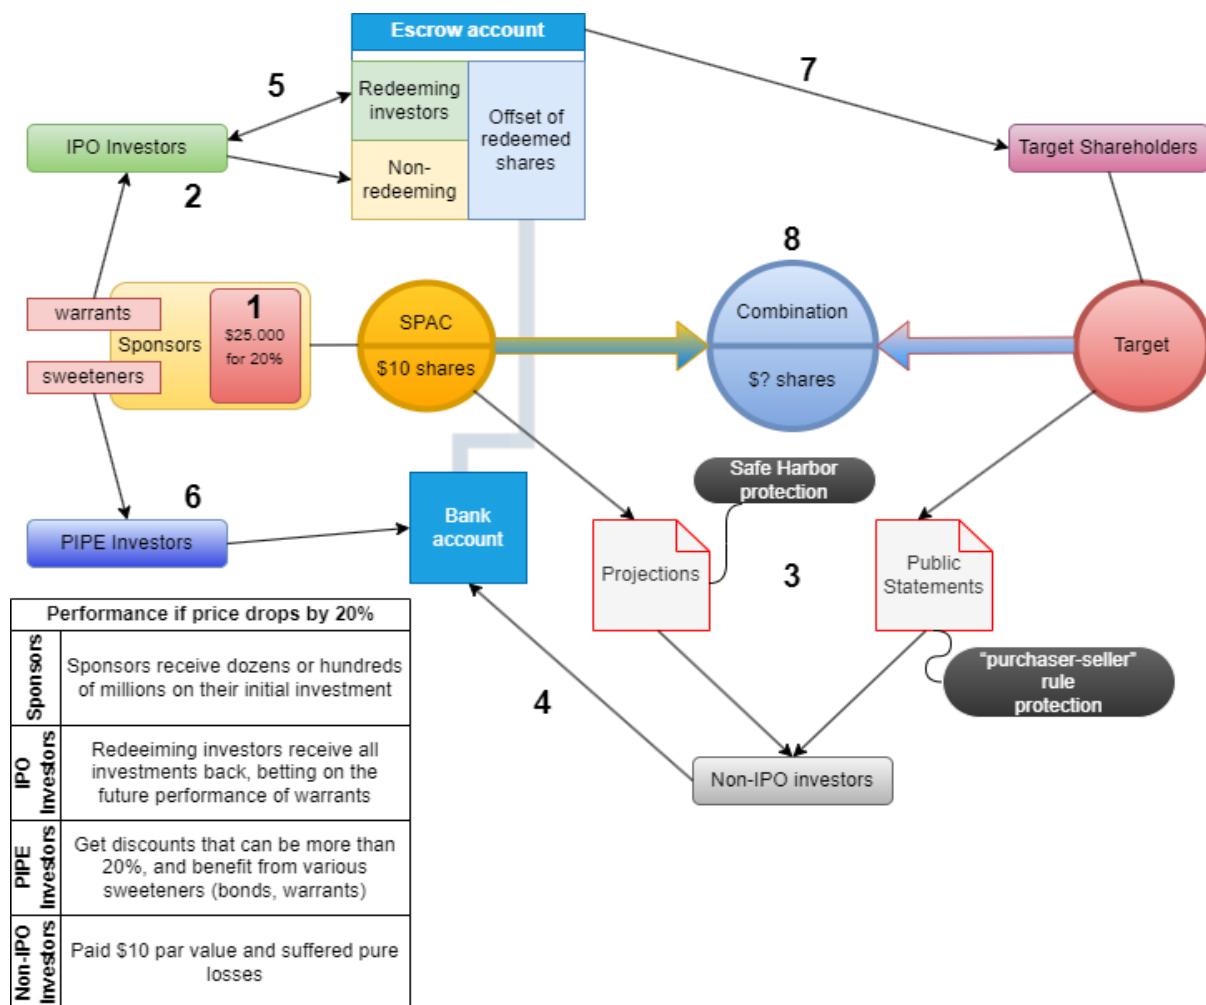 Escrow account
5
7
Redeeming
investors
Offset of
redeemed
shares
IPO Investors
Target Shareholders
Non-
redeeming
2
8
warrants
Sponsors
1
$25.000
for 20%
SPAC
$10 shares
Combination
$? shares
Target
sweeteners
Safe Harbor
protection
6
PIPE Investors
Bank
account
Projections
3
Public
Statements
"purchaser-seller"
rule
protection
4
Non-IPO investors
Performance if price drops by 20%
Sponsors
Sponsors receive dozens or hundreds
of millions on their initial investment
IPO
Investors
Redeeiming investors receive all
investments back, betting on the
future performance of warrants
PIPE
Investors
Get discounts that can be more than
20%, and benefit from various
sweeteners (bonds, warrants)
Non-IPO
Investors
Paid $10 par value and suffered pure
losses